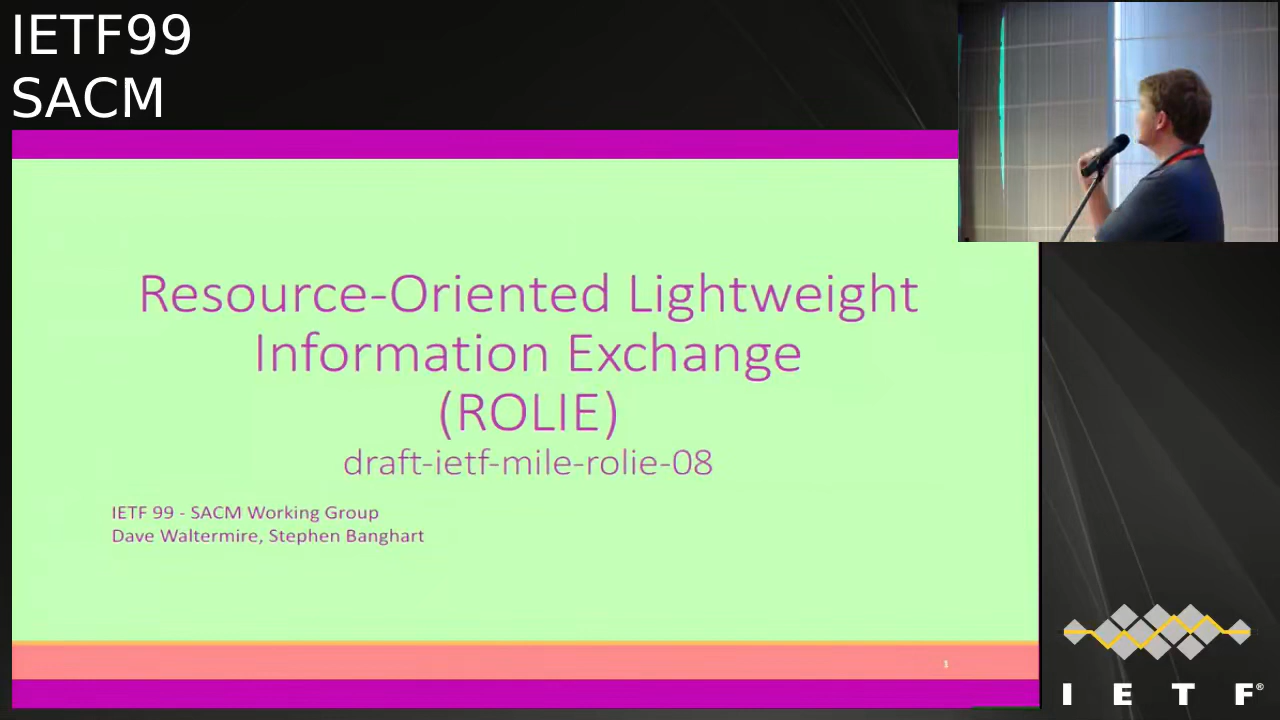 IETF99
SACM
Resource-Oriented Lightweight
Information Exchange
(ROLIE)
draft-ietf-mile-rolie-08
IETF 99 - SACM Working Group
Dave Waltermire, Stephen Banghart
1
I E T F®